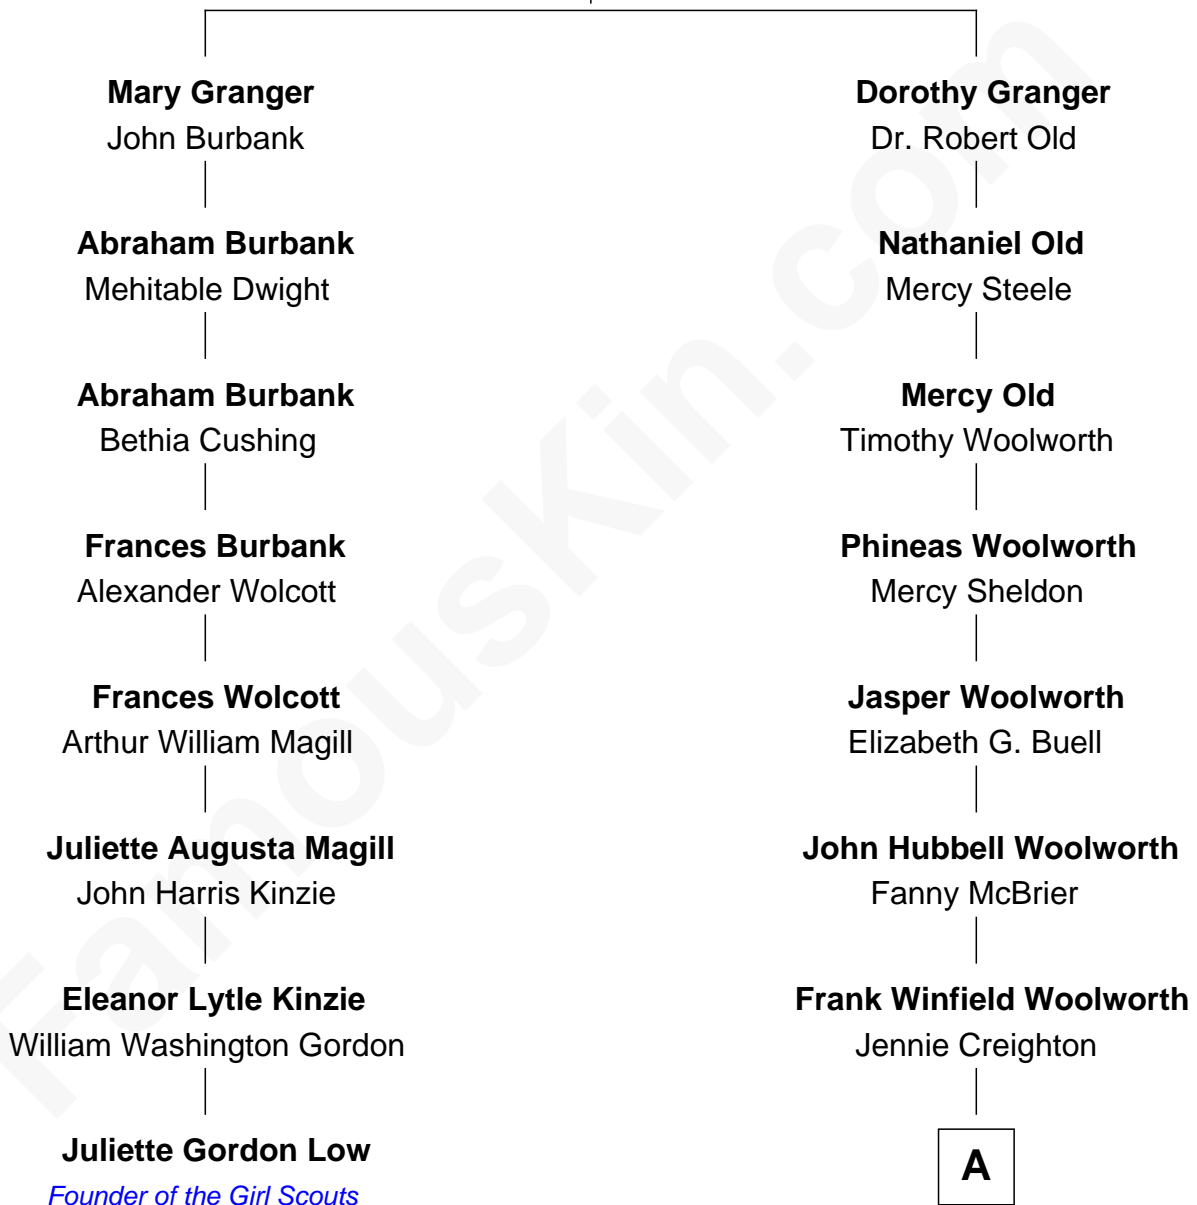 Mary Granger
John Burbank
Abraham Burbank
Mehitable Dwight
Abraham Burbank
Bethia Cushing
Frances Burbank
Alexander Wolcott
Frances Wolcott
Arthur William Magill
Juliette Augusta Magill
John Harris Kinzie
Eleanor Lytle Kinzie
William Washington Gordon
Juliette Gordon Low
Founder of the Girl Scouts
Dorothy Granger
Dr. Robert Old
Nathaniel Old
Mercy Steele
Mercy Old
Timothy Woolworth
Phineas Woolworth
Mercy Sheldon
Jasper Woolworth
Elizabeth G. Buell
John Hubbell Woolworth
Fanny McBrier
Frank Winfield Woolworth
Jennie Creighton
A
FamousKin.com